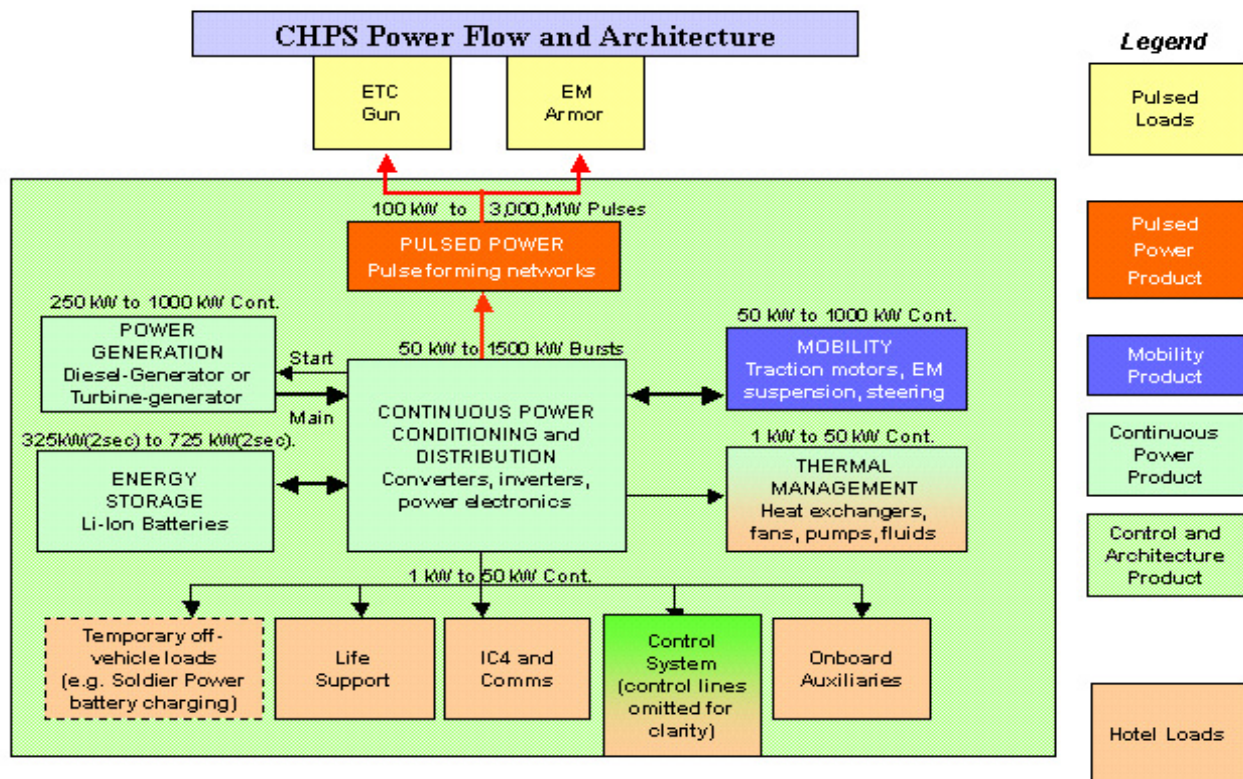 CHPS Power Flow and Architecture
ETC
Gun
EM
Armor
100 kW to 3,000,MW Pulses
PULSED POWER
Pulse forming networks
250 kW to 1000 kW Cont.
POWER
GENERATION
Diesel-Generator or
Turbine-generator
Start
Main
50 kW to 1500 kW Bursts
CONTINUOUS POWER
CONDITIONING and
DISTRIBUTION
Converters, inverters,
power electronics
50 kW to 1000 kW Cont.
MOBILITY
Traction motors, EM
suspension, steering
325kW(2sec) to 725 kW(2sec).
ENERGY
STORAGE
Li-Ion Batteries
1 kW to 50 kW Cont.
THERMAL
MANAGEMENT
Heat exchangers,
fans, pumps, fluids
1 kW to 50 kW Cont.
Temporary off-
vehicle loads
(e.g. Soldier Power
battery charging)
Life
Support
IC4 and
Comms
Control
System
(control lines
omitted for
clarity)
Onboard
Auxiliaries
Legend
Pulsed
Loads
Pulsed
Power
Product
Mobility
Product
Continuous
Power
Product
Control and
Architecture
Product
Hotel Loads